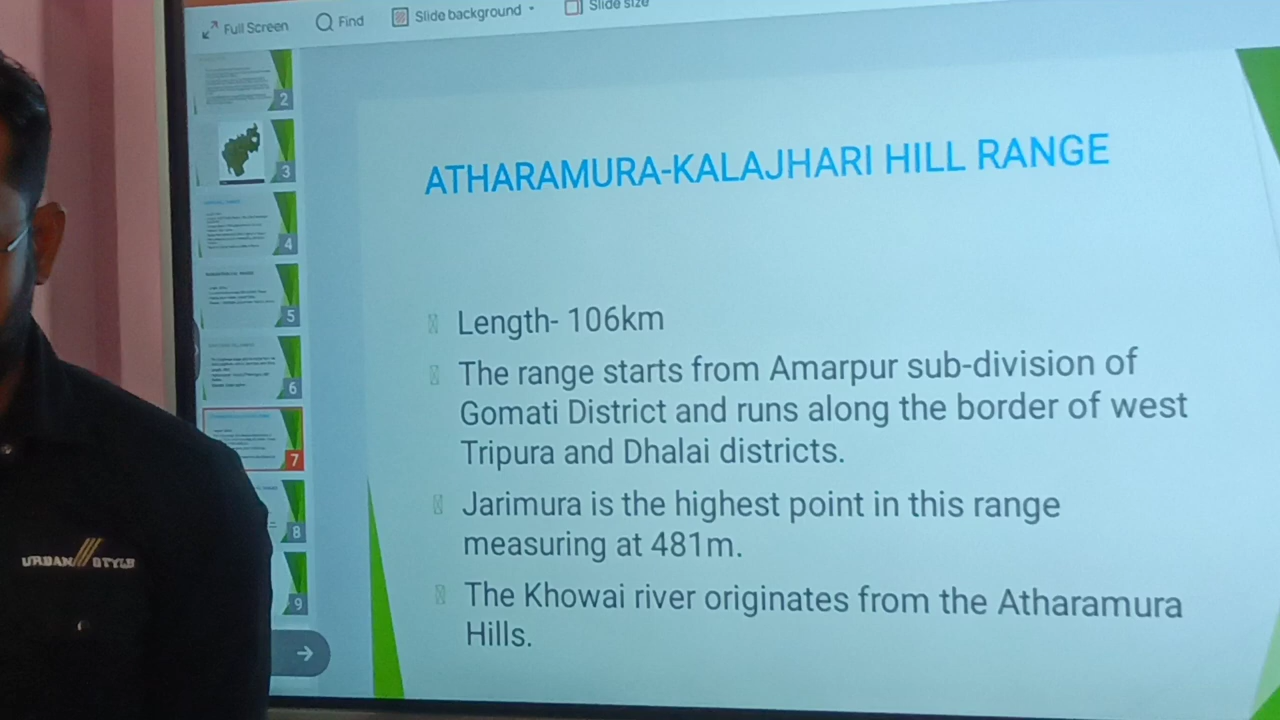 Full Screen
Find
Slide background
Slide size
2
3
4
5
6
7
8
9
ATHARAMURA-KALAJHARI HILL RANGE
Length- 106km
The range starts from Amarpur sub-division of
Gomati District and runs along the border of west
Tripura and Dhalai districts.
Jarimura is the highest point in this range
measuring at 481m.
The Khowai river originates from the Atharamura
Hills.
URBAN STYLE